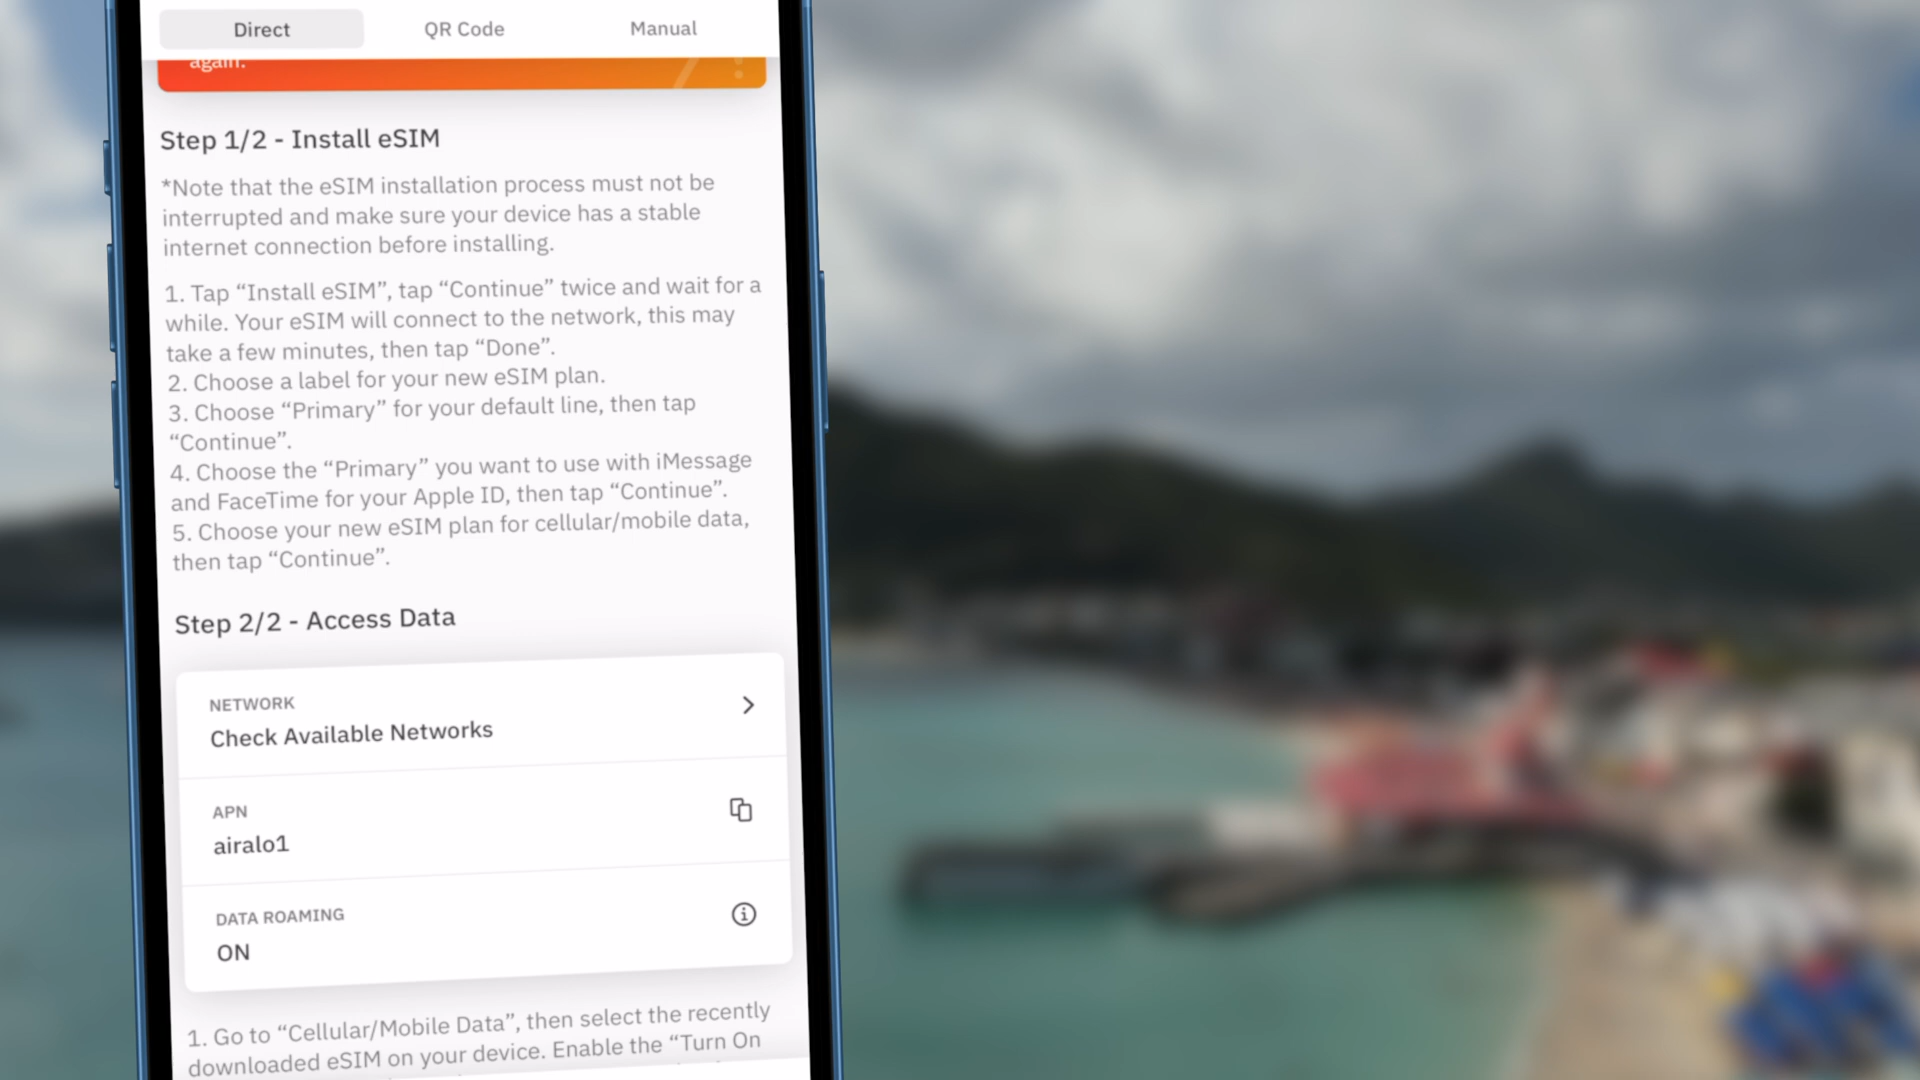 Direct
QR Code
Manual
again.
Step 1/2 - Install eSIM
*Note that the eSIM installation process must not be
interrupted and make sure your device has a stable
internet connection before installing.
1. Tap “Install eSIM”, tap “Continue” twice and wait for a
while. Your eSIM will connect to the network, this may
take a few minutes, then tap “Done”.
2. Choose a label for your new eSIM plan.
3. Choose “Primary” for your default line, then tap
“Continue”.
4. Choose the “Primary” you want to use with iMessage
and FaceTime for your Apple ID, then tap “Continue”.
5. Choose your new eSIM plan for cellular/mobile data,
then tap “Continue”.
Step 2/2 - Access Data
NETWORK
Check Available Networks
APN
airalo1
DATA ROAMING
ON
1. Go to “Cellular/Mobile Data”, then select the recently
downloaded eSIM on your device. Enable the “Turn On